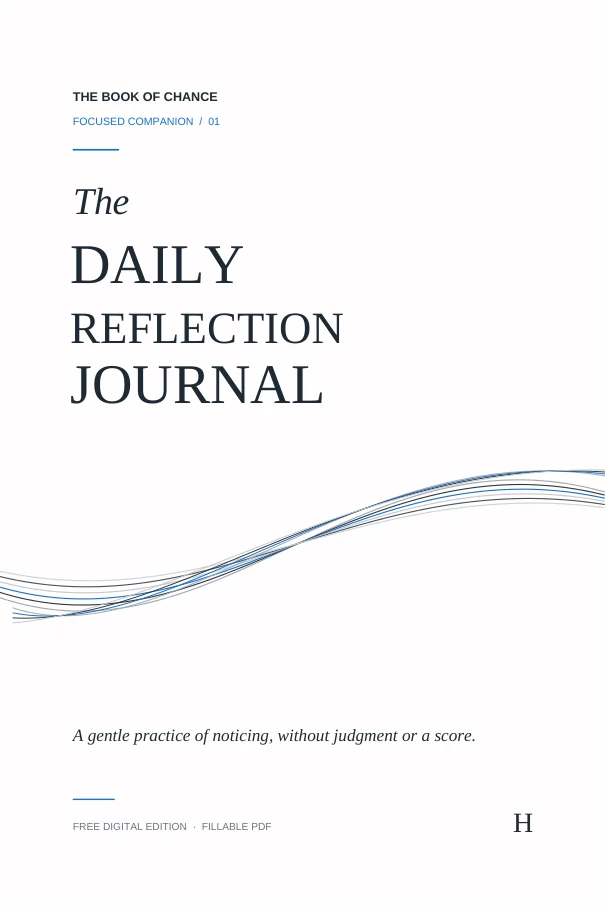 THE BOOK OF CHANCE
FOCUSED COMPANION / 01
The
DAILY
REFLECTION
JOURNAL
A gentle practice of noticing, without judgment or a score.
FREE DIGITAL EDITION · FILLABLE PDF
H